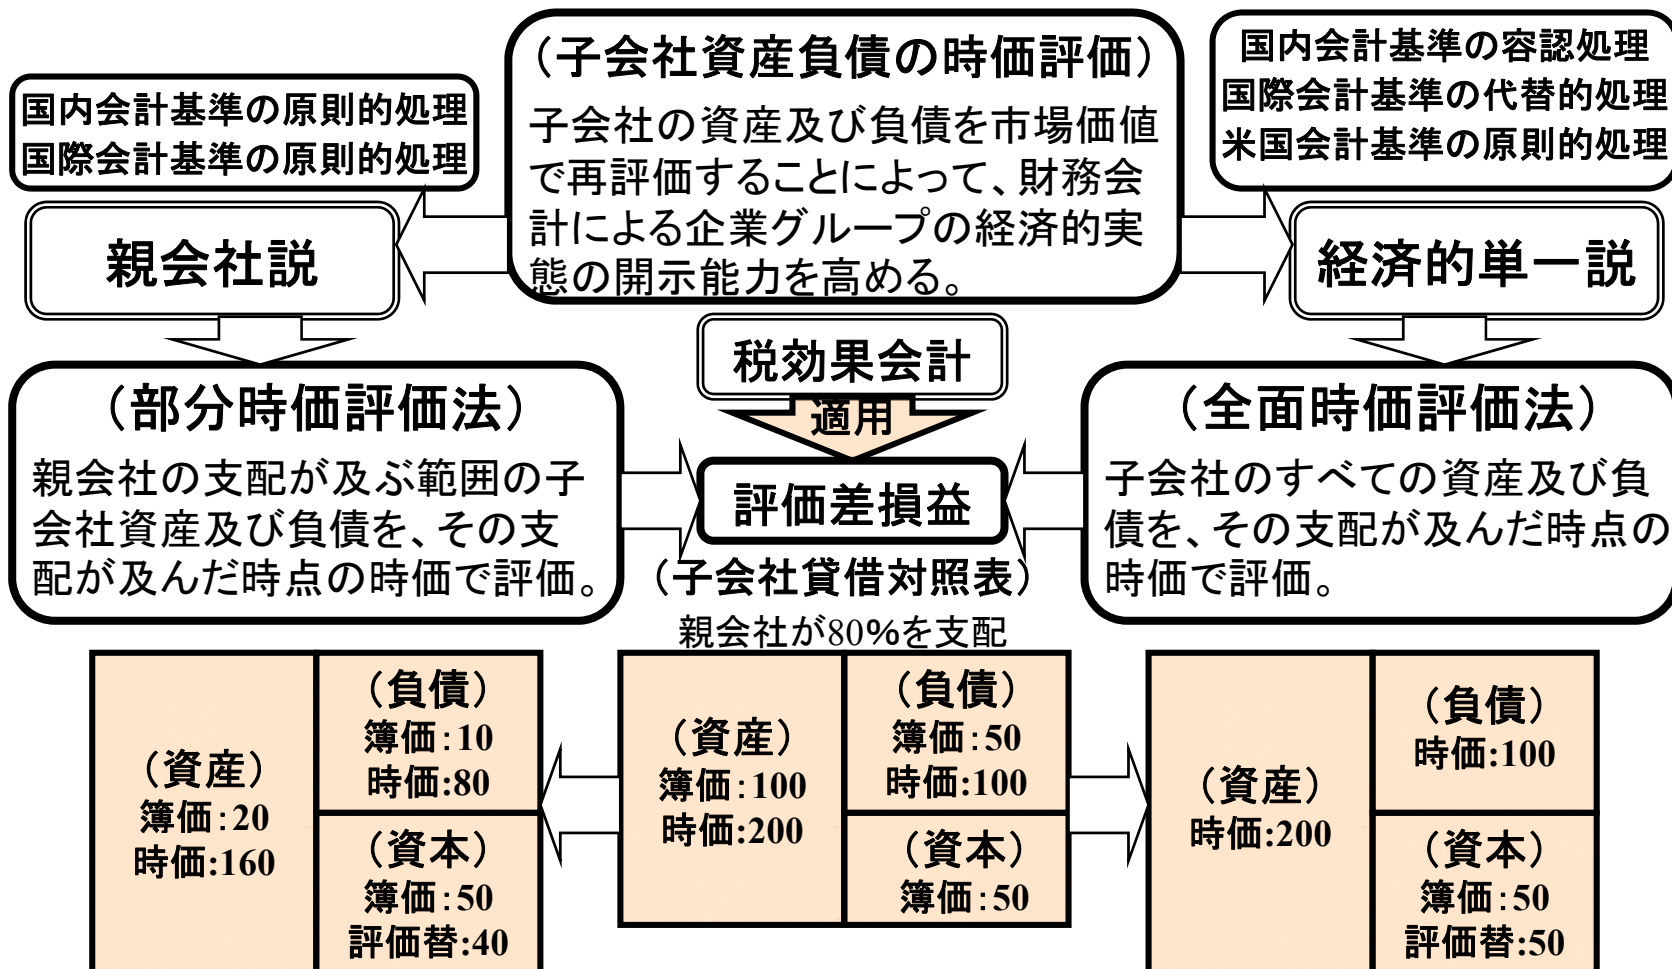 (子会社資産負債の時価評価)
子会社の資産及び負債を市場価値
で再評価することによって、財務会
計による企業グループの経済的実
態の開示能力を高める。
国内会計基準の原則的処理
国際会計基準の原則的処理
国内会計基準の容認処理
国際会計基準の代替的処理
米国会計基準の原則的処理
親会社説
経済的単一説
税効果会計
適用
(部分時価評価法)
親会社の支配が及ぶ範囲の子
会社資産及び負債を、その支
配が及んだ時点の時価で評価。
評価差損益
(全面時価評価法)
子会社のすべての資産及び負
債を、その支配が及んだ時点の
時価で評価。
(子会社貸借対照表)
親会社が80%を支配
(資産)
簿価:20
時価:160
(負債)
簿価:10
時価:80
(資本)
簿価:50
評価替:40
(資産)
簿価:100
時価:200
(負債)
簿価:50
時価:100
(資本)
簿価:50
(資産)
時価:200
(負債)
時価:100
(資本)
簿価:50
評価替:50